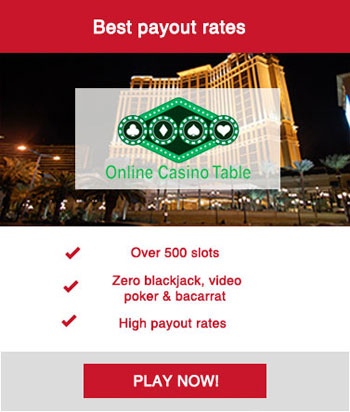 Best payout rates
Online Casino Table
Over 500 slots
Zero blackjack, video
poker & bacarrat
High payout rates
PLAY NOW!